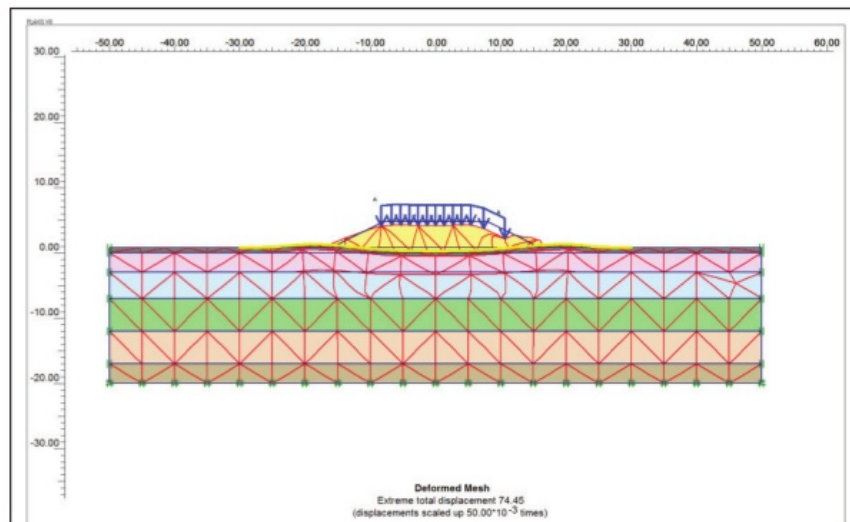 PLAXIS V8
-50.00 -40.00 -30.00 -20.00 -10.00 0.00 10.00 20.00 30.00 40.00 50.00 60.00
30.00
20.00
10.00
A
A
0.00
-10.00
-20.00
-30.00
Deformed Mesh
Extreme total displacement 74.45
(displacements scaled up 50.00*10-3 times)